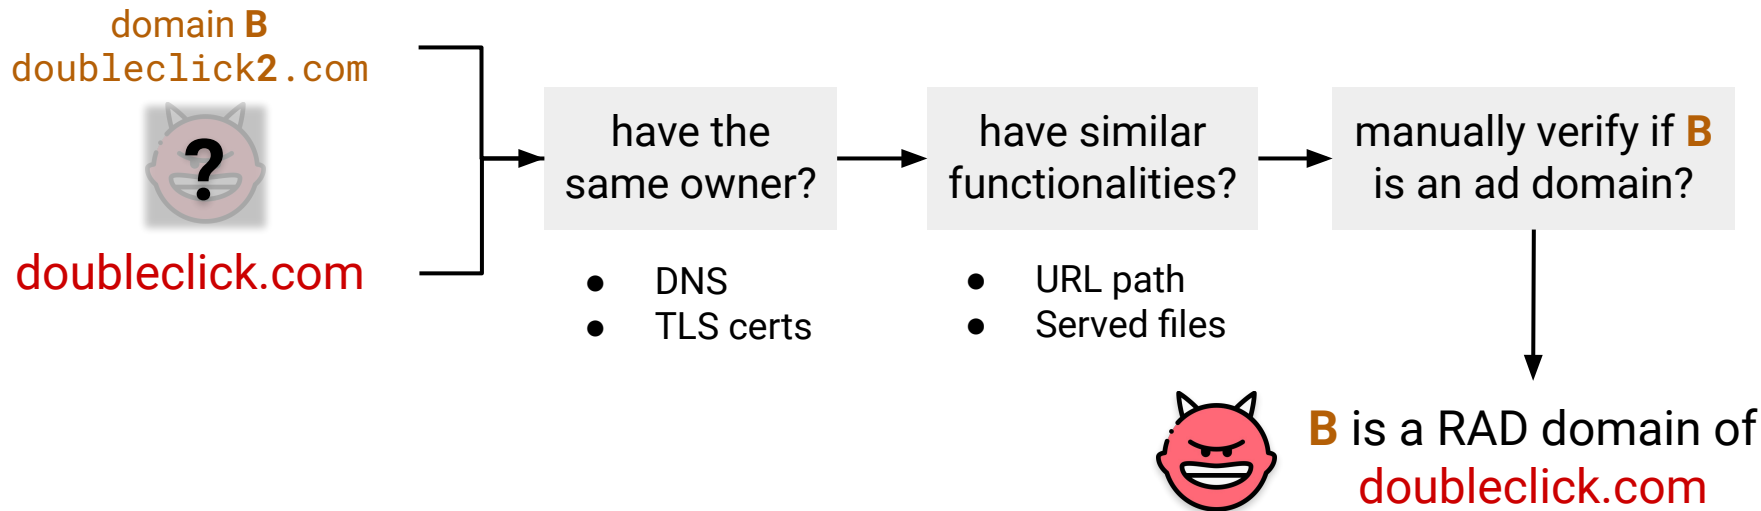 domain B
doubleclick2.com
?
doubleclick.com
have the
same owner?
DNS
TLS certs
have similar
functionalities?
URL path
Served files
manually verify if B
is an ad domain?
B is a RAD domain of
doubleclick.com